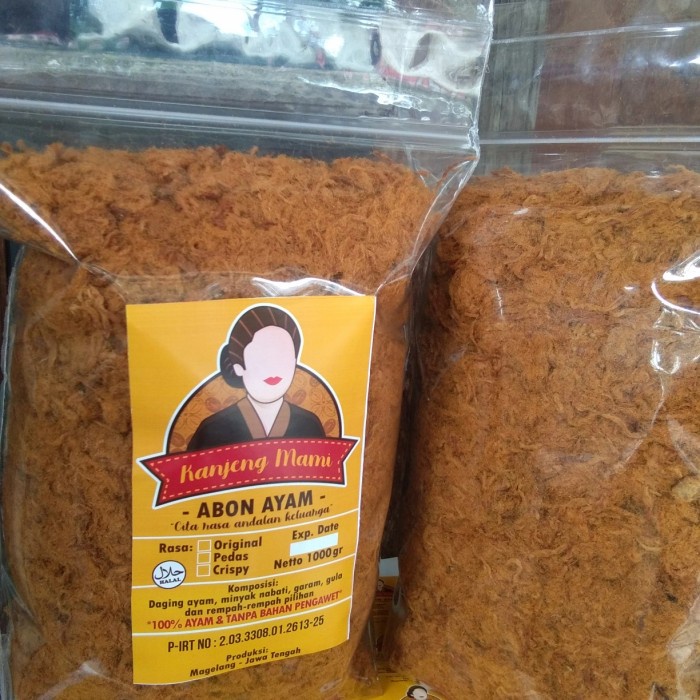 Kanjeng Mami
- ABON AYAM -
"Cita rasa andalan keluarga"
Rasa: Original
Pedas
Crispy
Exp. Date
Netto 1000gr
حلال
HALAL
Komposisi:
Daging ayam, minyak nabati, garam, gula
dan rempah-rempah pilihan
"100% AYAM & TANPA BAHAN PENGAWET"
P-IRT NO : 2.03.3308.01.2613-25
Produksi:
Magelang - Jawa Tengah